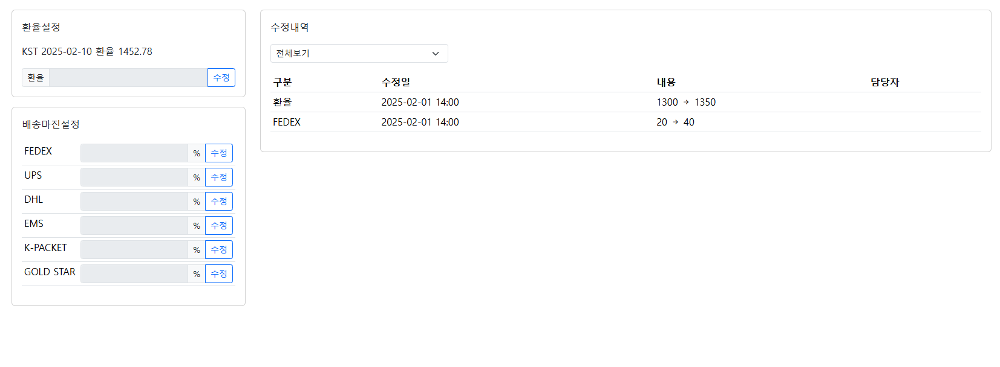 환율설정
KST 2025-02-10 환율 1452.78
환율 수정
배송마진설정
FEDEX % 수정
UPS % 수정
DHL % 수정
EMS % 수정
K-PACKET % 수정
GOLD STAR % 수정
수정내역
전체보기
구분 수정일 내용 담당자
환율 2025-02-01 14:00 1300 → 1350
FEDEX 2025-02-01 14:00 20 → 40